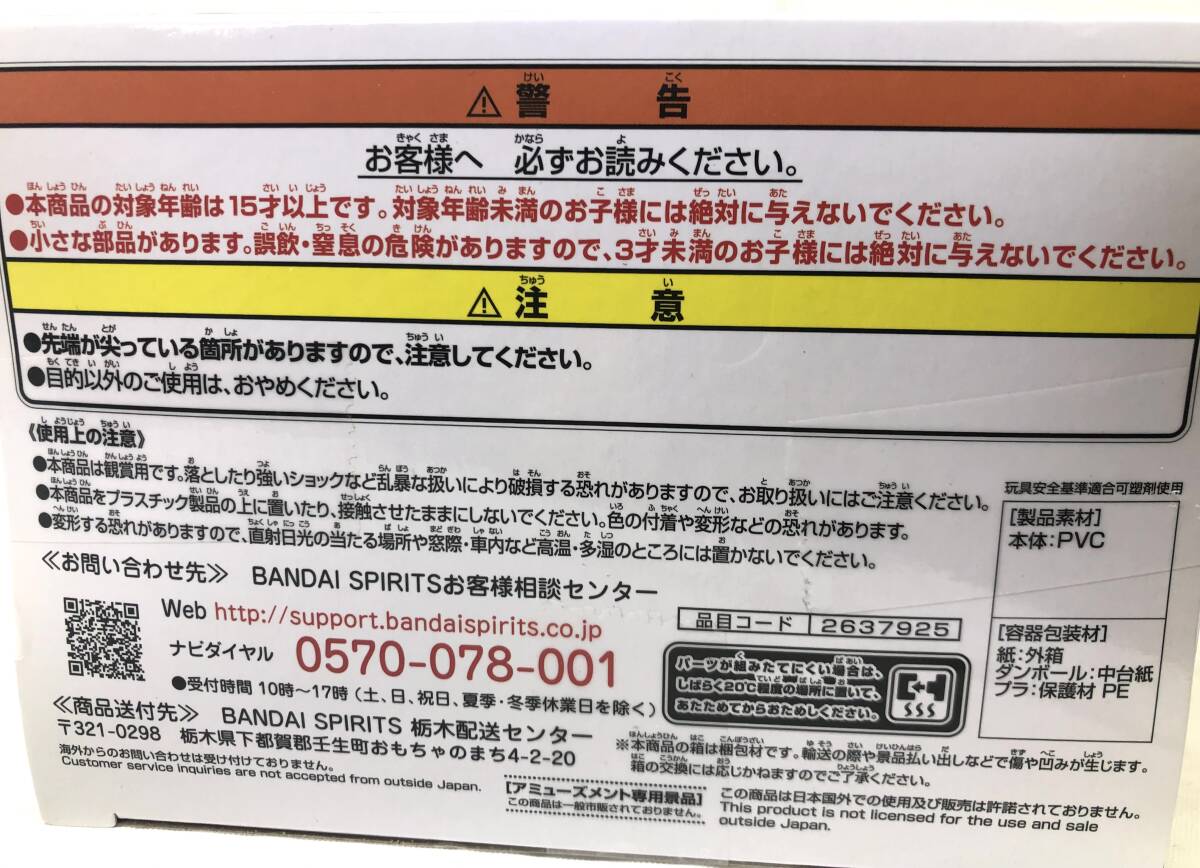 ⚠警告
お客様へ 必ずお読みください。
●本商品の対象年齢は15才以上です。対象年齢未満のお子様には絶対に与えないでください。
●小さな部品があります。誤飲・窒息の危険がありますので、3才未満のお子様には絶対に与えないでください。
⚠注意
●先端が尖っている箇所がありますので、注意してください。
●目的以外のご使用は、おやめください。
《使用上の注意》
●本商品は観賞用です。落としたり強いショックなど乱暴な扱いにより破損する恐れがありますので、お取り扱いにはご注意ください。
●本商品をプラスチック製品の上に置いたり、接触させたままにしないでください。色の付着や変形などの恐れがあります。
●変形する恐れがありますので、直射日光の当たる場所や窓際・車内など高温・多湿のところには置かないでください。
玩具安全基準適合可塑剤使用
[製品素材]
本体:PVC
[容器包装材]
紙:外箱
ダンボール:中台紙
プラ:保護材 PE
≪お問い合わせ先≫ BANDAI SPIRITSお客様相談センター
Web http://support.bandaispirits.co.jp
ナビダイヤル 0570-078-001
●受付時間 10時~17時(土、日、祝日、夏季・冬季休業日を除く)
品目コード 2637925
パーツが組みたてにくい場合は、
しばらく20℃程度の場所に置いて、
あたためてからおためしください。
≪商品送付先≫ BANDAI SPIRITS 栃木配送センター
〒321-0298 栃木県下都賀郡壬生町おもちゃのまち4-2-20
海外からのお問い合わせは受け付けておりません。
Customer service inquiries are not accepted from outside Japan.
※本商品の箱は梱包材です。輸送の際や景品払い出しなどで傷や凹みが生じます。
箱の交換には応じかねますのでご了承ください。
[アミューズメント専用景品]
この商品は一般市販されておりません。
この商品は日本国外での使用及び販売は許諾されておりません。
This product is not licensed for the use and sale
outside Japan.